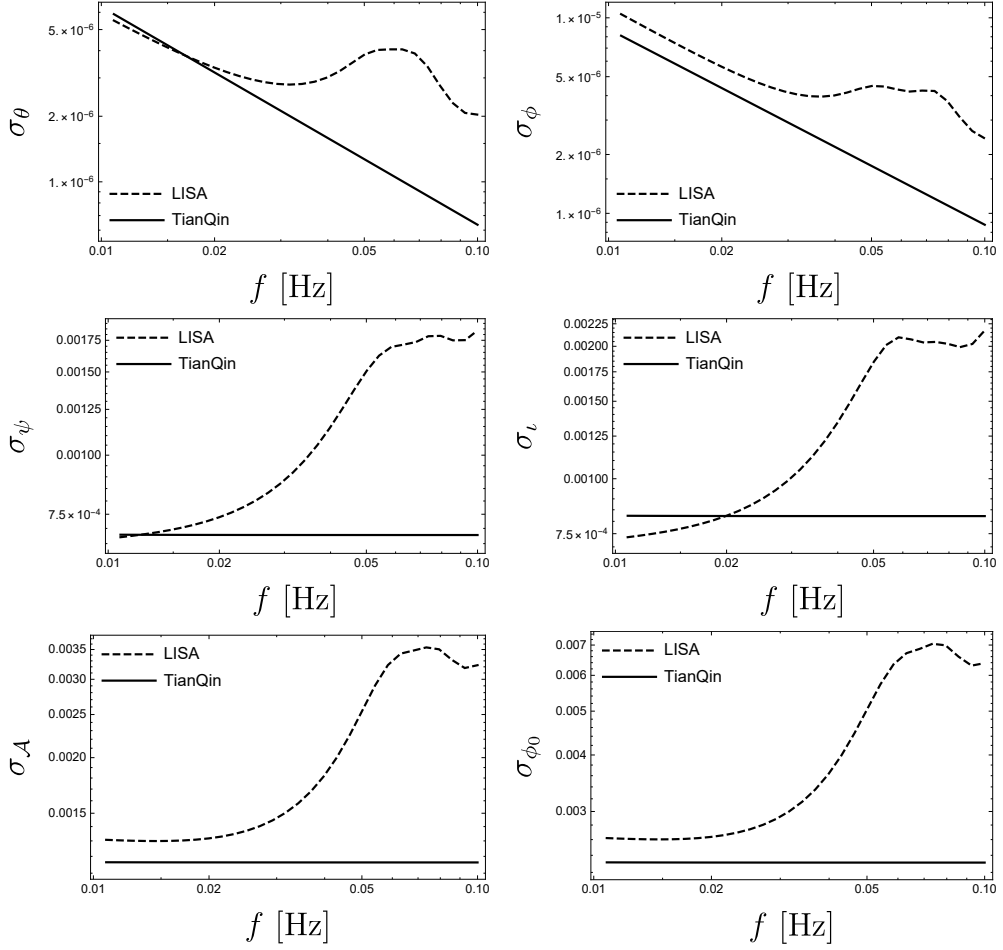 5.×10⁻⁶
2.×10⁻⁶
1.×10⁻⁶
σ_θ
LISA
TianQin
0.01 0.02 0.05 0.10
f [Hz]
1.×10⁻⁵
5.×10⁻⁶
2.×10⁻⁶
1.×10⁻⁶
σ_ϕ
LISA
TianQin
0.01 0.02 0.05 0.10
f [Hz]
0.00175
0.00150
0.00125
0.00100
7.5×10⁻⁴
σ_ψ
LISA
TianQin
0.01 0.02 0.05 0.10
f [Hz]
0.00225
0.00200
0.00175
0.00150
0.00125
0.00100
7.5×10⁻⁴
σ_ι
LISA
TianQin
0.01 0.02 0.05 0.10
f [Hz]
0.0035
0.0030
0.0025
0.0020
0.0015
σ_𝒜
LISA
TianQin
0.01 0.02 0.05 0.10
f [Hz]
0.007
0.006
0.005
0.004
0.003
σ_ϕ₀
LISA
TianQin
0.01 0.02 0.05 0.10
f [Hz]